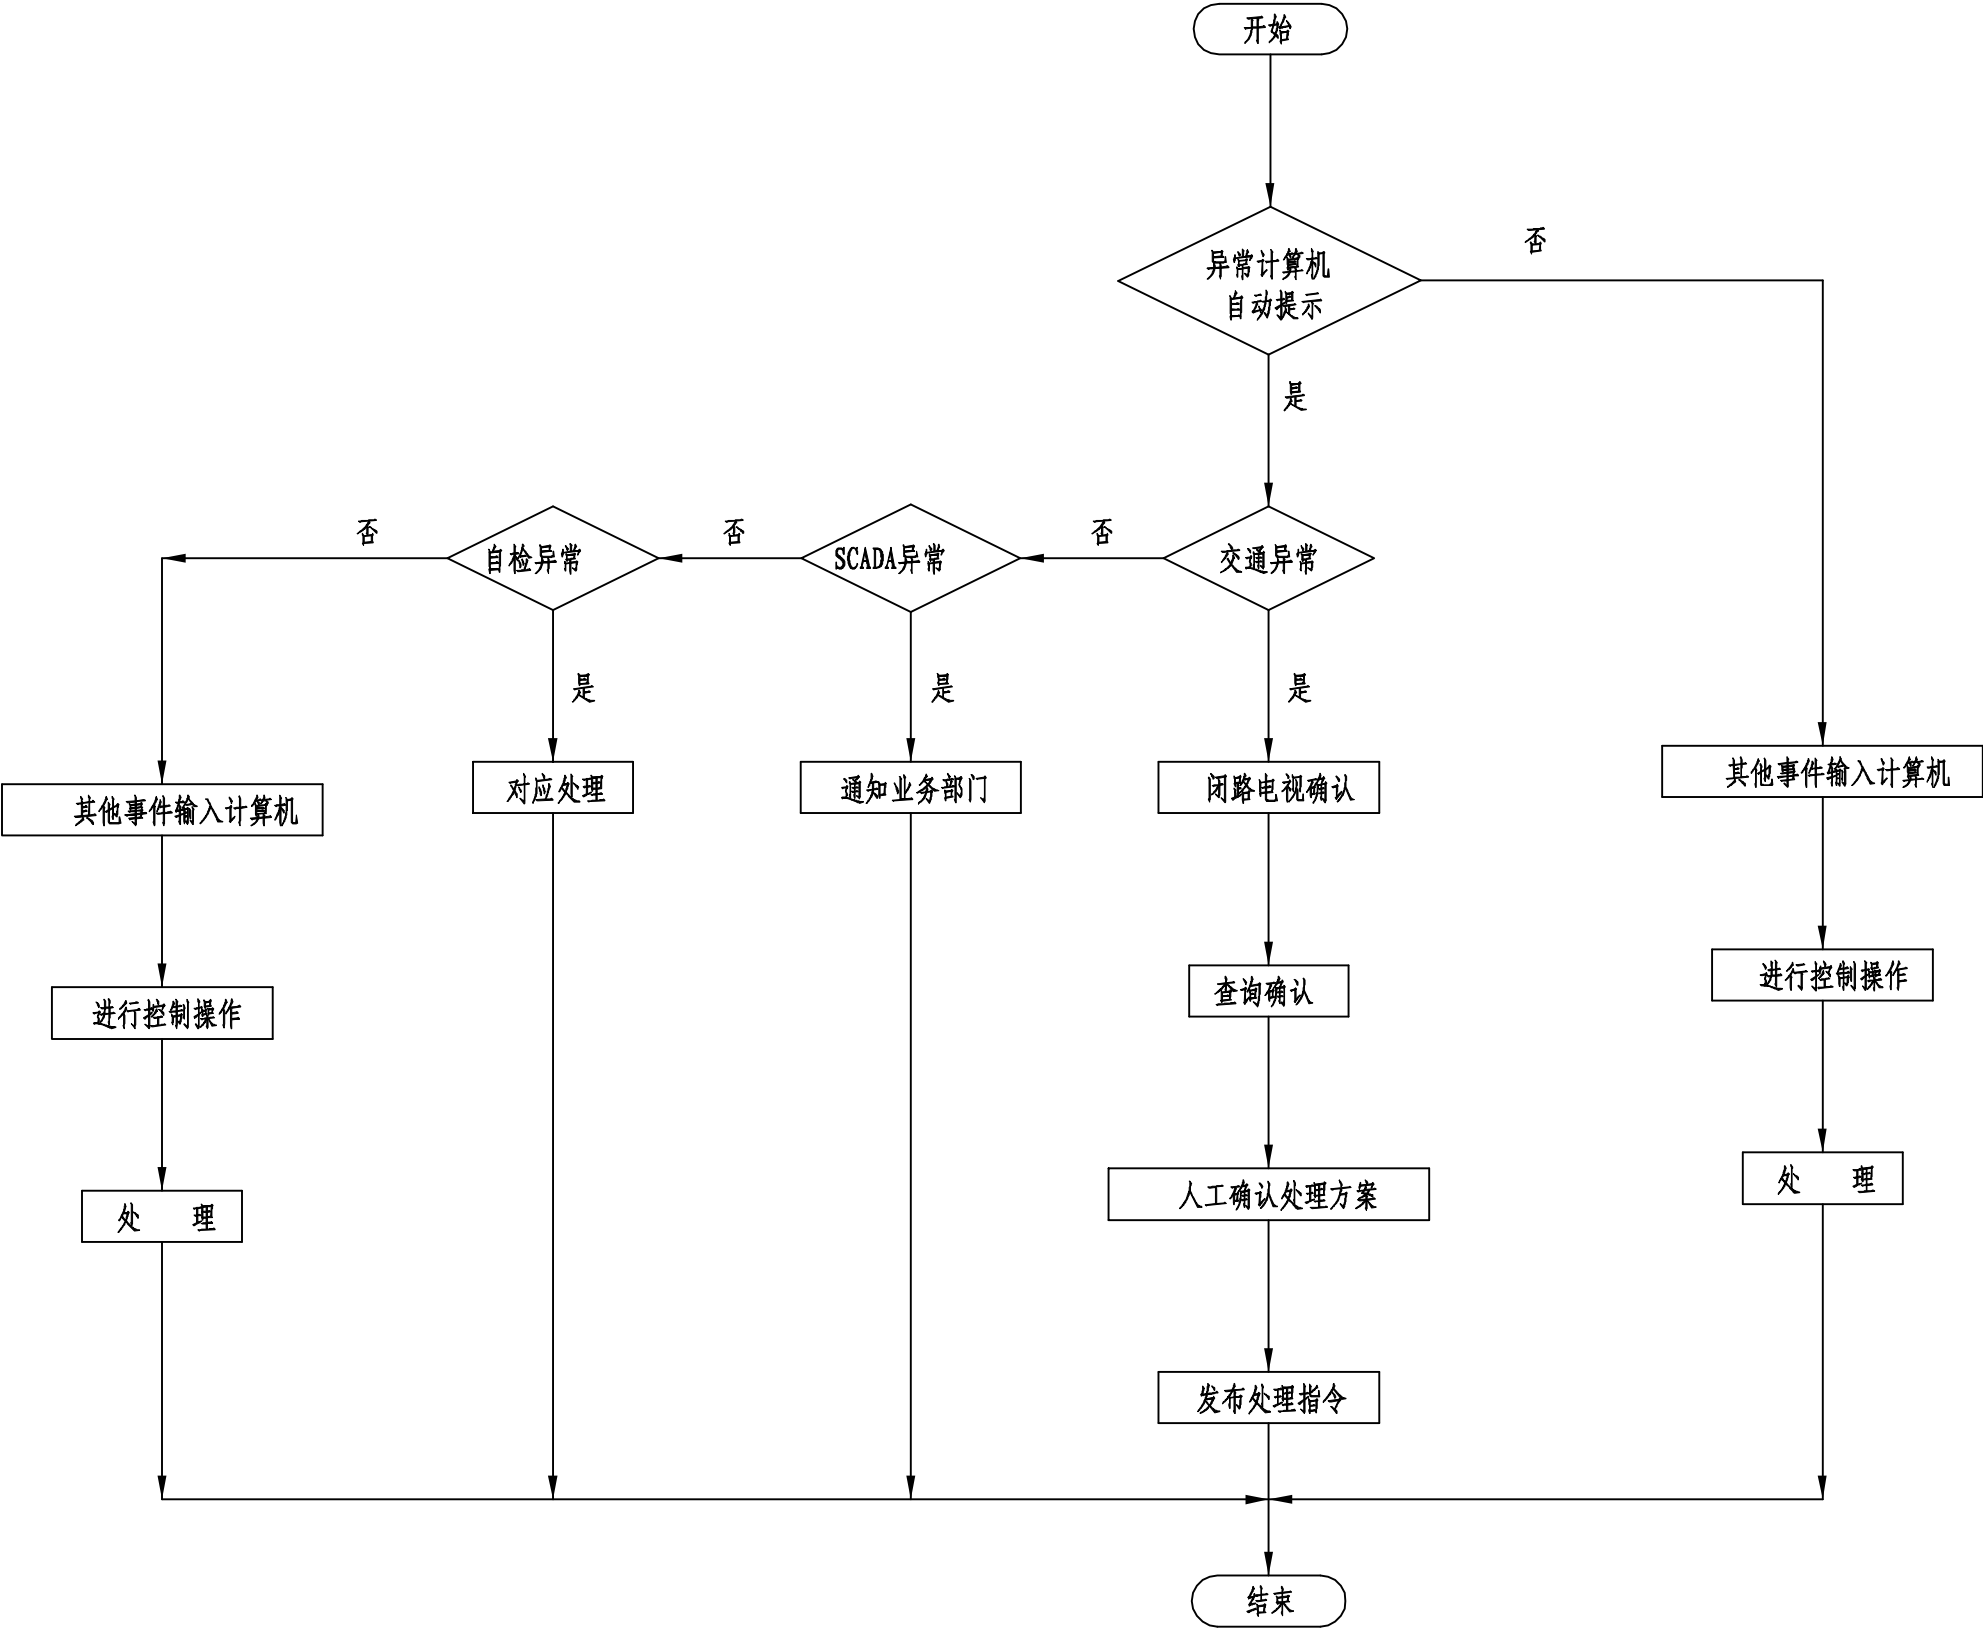 开始
异常计算机
自动提示
否
是
否
自检异常
否
SCADA异常
否
交通异常
是
是
是
其他事件输入计算机
对应处理
通知业务部门
闭路电视确认
其他事件输入计算机
进行控制操作
查询确认
进行控制操作
处 理
人工确认处理方案
处 理
发布处理指令
结束